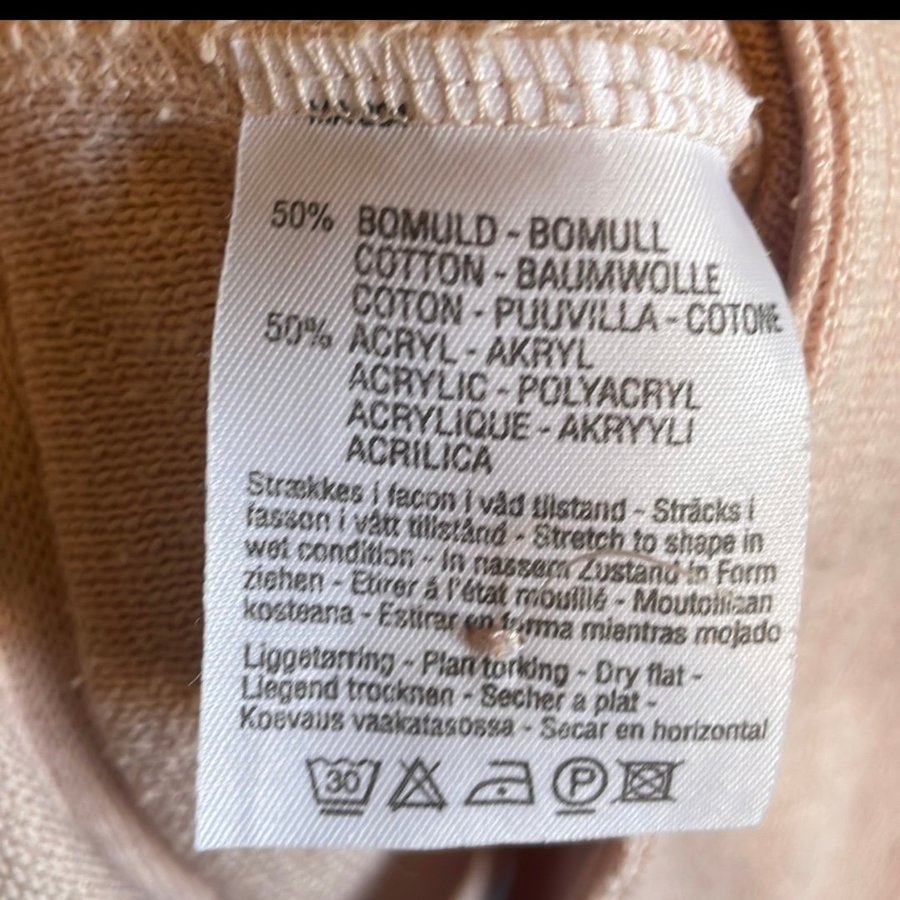 50% BOMULD - BOMULL
COTTON - BAUMWOLLE
COTON - PUUVILLA - COTONE
50% ACRYL - AKRYL
ACRYLIC - POLYACRYL
ACRYLIQUE - AKRYYLI
ACRILICA
Strækkes i facon i våd tilstand - Sträcks i
fasson i vått tillstånd - Stretch to shape in
wet condition - In nassem Zustand in Form
ziehen - Etirer á l'état mouillé - Muotoillaan
kosteana - Estirar en forma mientras mojado
Liggetørring - Plan torking - Dry flat -
Liegend trocknen - Secher a plat -
Koevaus vaakatasossa - Secar en horizontal
30 P